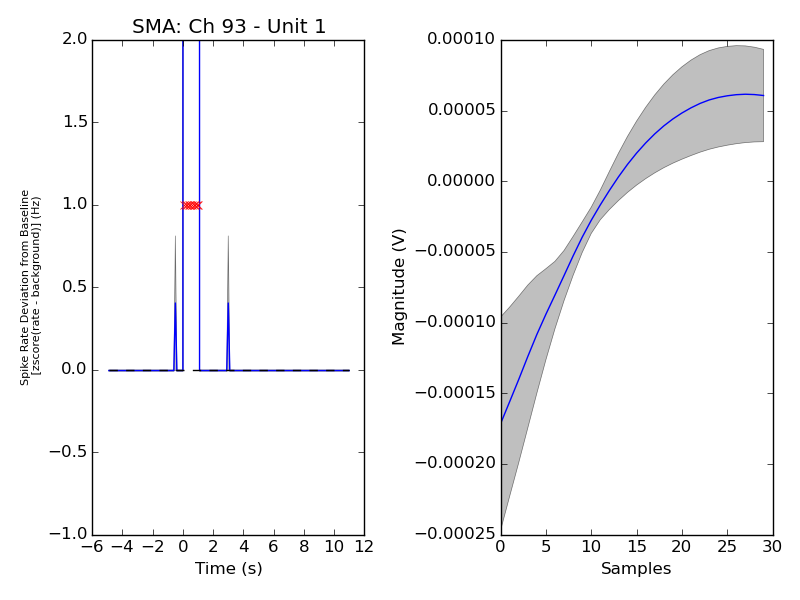 SMA: Ch 93 - Unit 1
Spike Rate Deviation from Baseline
[zscore(rate - background)] (Hz)
2.0
1.5
1.0
0.5
0.0
−0.5
−1.0
−6 −4 −2 0 2 4 6 8 10 12
Time (s)
Magnitude (V)
0.00010
0.00005
0.00000
−0.00005
−0.00010
−0.00015
−0.00020
−0.00025
0 5 10 15 20 25 30
Samples